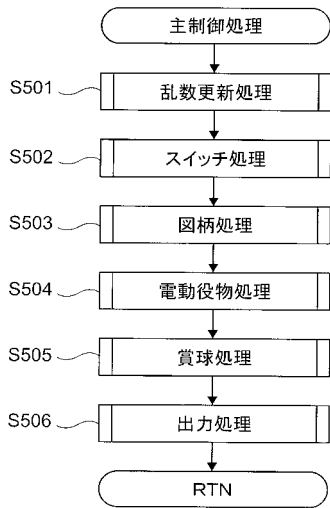 主制御処理
S501
乱数更新処理
S502
スイッチ処理
S503
図柄処理
S504
電動役物処理
S505
賞球処理
S506
出力処理
RTN